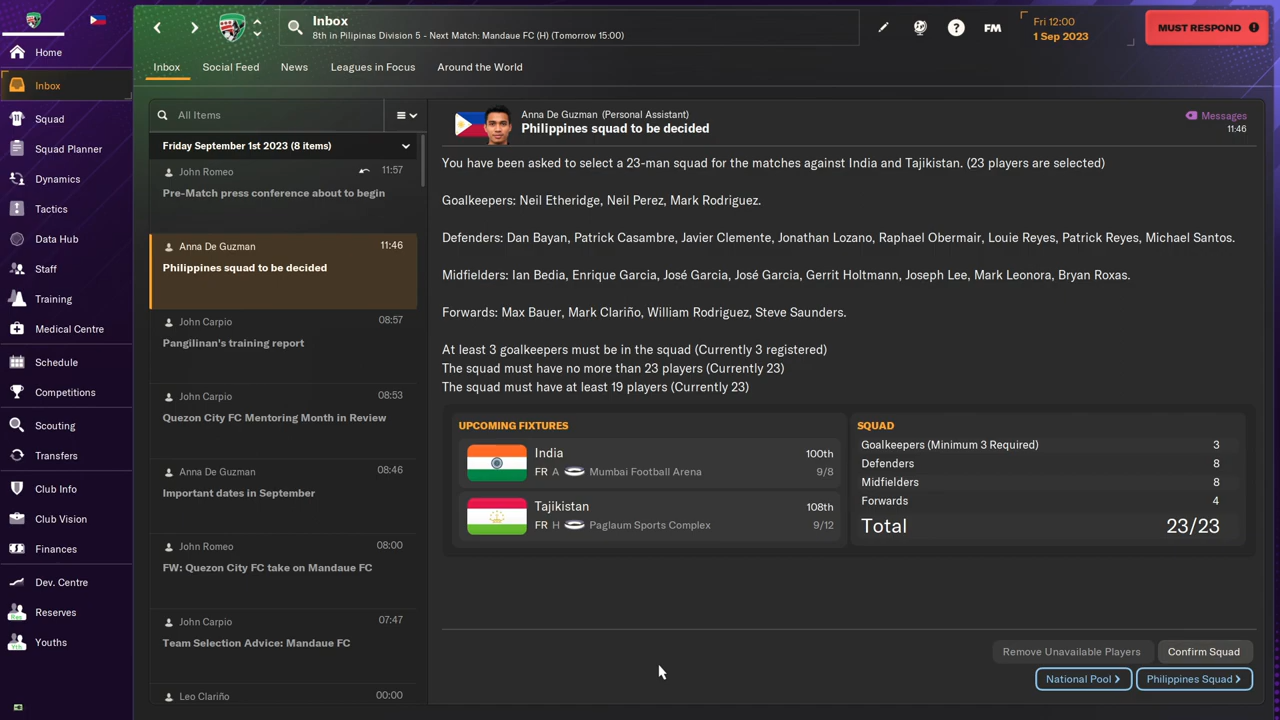 Inbox
8th in Pilipinas Division 5 - Next Match: Mandaue FC (H) (Tomorrow 15:00)
FM
Fri 12:00
1 Sep 2023
MUST RESPOND
Home
Inbox
Squad
Squad Planner
Dynamics
Tactics
Data Hub
Staff
Training
Medical Centre
Schedule
Competitions
Scouting
Transfers
Club Info
Club Vision
Finances
Dev. Centre
Reserves
Youths
Inbox
Social Feed
News
Leagues in Focus
Around the World
All Items
Friday September 1st 2023 (8 items)
John Romeo 11:57
Pre-Match press conference about to begin
Anna De Guzman 11:46
Philippines squad to be decided
John Carpio 08:57
Pangilinan's training report
John Carpio 08:53
Quezon City FC Mentoring Month in Review
Anna De Guzman 08:46
Important dates in September
John Romeo 08:00
FW: Quezon City FC take on Mandaue FC
John Carpio 07:47
Team Selection Advice: Mandaue FC
Leo Clariño 00:00
Anna De Guzman (Personal Assistant)
Philippines squad to be decided
Messages
11:46
You have been asked to select a 23-man squad for the matches against India and Tajikistan. (23 players are selected)
Goalkeepers: Neil Etheridge, Neil Perez, Mark Rodriguez.
Defenders: Dan Bayan, Patrick Casambre, Javier Clemente, Jonathan Lozano, Raphael Obermair, Louie Reyes, Patrick Reyes, Michael Santos.
Midfielders: Ian Bedia, Enrique Garcia, José Garcia, José Garcia, Gerrit Holtmann, Joseph Lee, Mark Leonora, Bryan Roxas.
Forwards: Max Bauer, Mark Clariño, William Rodriguez, Steve Saunders.
At least 3 goalkeepers must be in the squad (Currently 3 registered)
The squad must have no more than 23 players (Currently 23)
The squad must have at least 19 players (Currently 23)
UPCOMING FIXTURES
India 100th
FR A Mumbai Football Arena 9/8
Tajikistan 108th
FR H Paglaum Sports Complex 9/12
SQUAD
Goalkeepers (Minimum 3 Required) 3
Defenders 8
Midfielders 8
Forwards 4
Total 23/23
Remove Unavailable Players
Confirm Squad
National Pool
Philippines Squad